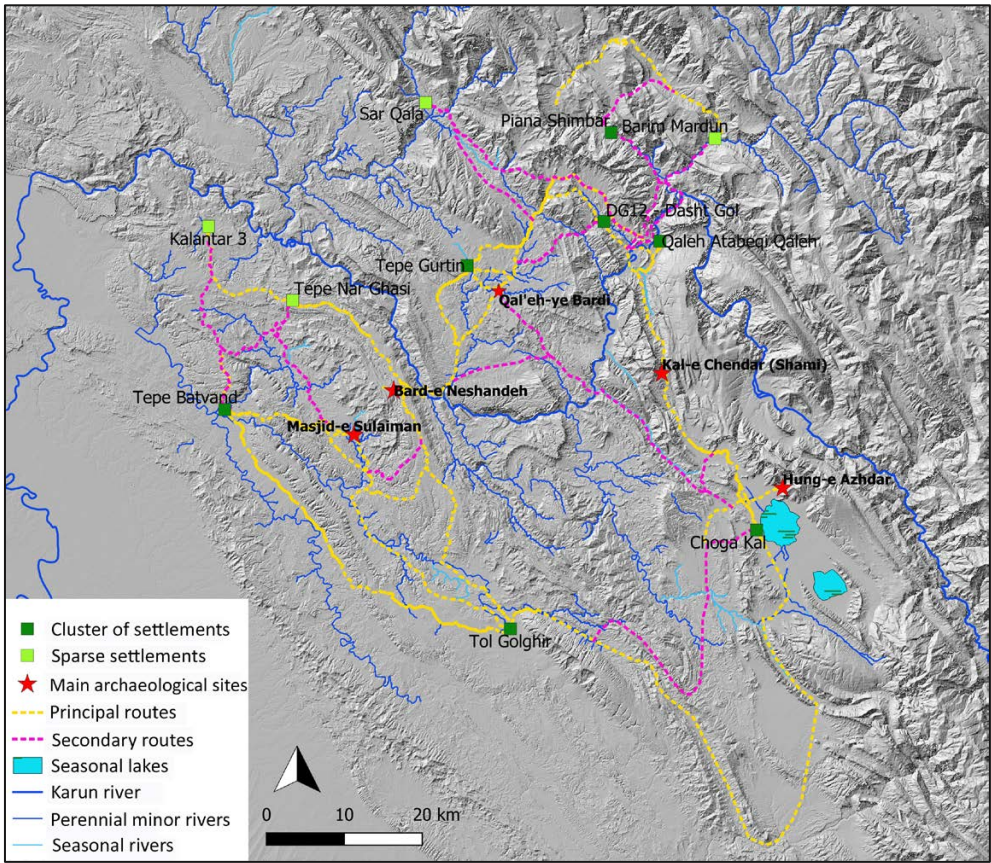 Sar Qala
Piana Shimbar
Barim Mardun
DG12 - Dasht Gol
Kalantar 3
Qaleh Atabeqi Qaleh
Tepe Gurtin
Tepe Nar Ghasi
Qal'eh-ye Bardi
Kal-e Chendar (Shami)
Bard-e Neshandeh
Tepe Batvand
Masjid-e Sulaiman
Hung-e Azhdar
Choga Kal
Tol Golghir
Cluster of settlements
Sparse settlements
Main archaeological sites
Principal routes
Secondary routes
Seasonal lakes
Karun river
Perennial minor rivers
Seasonal rivers
0 10 20 km